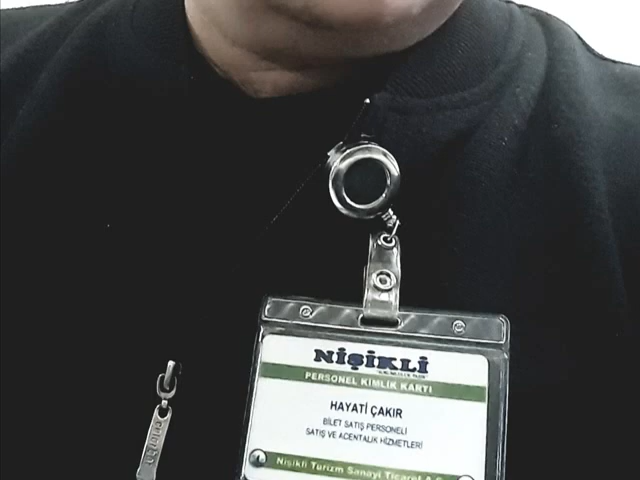 NİŞİKLİ
PERSONEL KİMLİK KARTI
HAYATİ ÇAKIR
BİLET SATIŞ PERSONELİ
SATIŞ VE ACENTALIK HİZMETLERİ
Nişikli Turizm Sanayi Ticaret A.Ş.